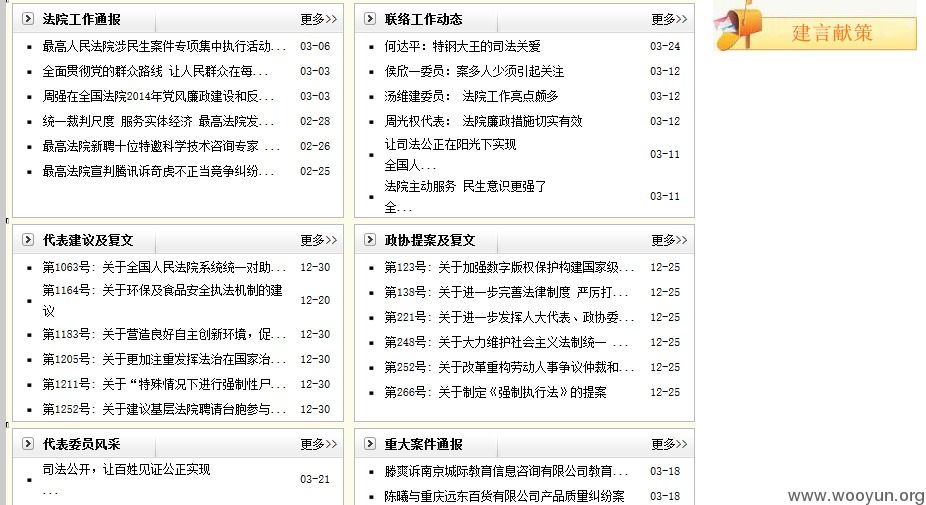 法院工作通报 更多>>
最高人民法院涉民生案件专项集中执行活动... 03-06
全面贯彻党的群众路线 让人民群众在每... 03-03
周强在全国法院2014年党风廉政建设和反... 03-03
统一裁判尺度 服务实体经济 最高法院发... 02-28
最高法院新聘十位特邀科学技术咨询专家 ... 02-26
最高法院宣判腾讯诉奇虎不正当竞争纠纷... 02-25
联络工作动态 更多>>
何达平：特钢大王的司法关爱 03-24
侯欣一委员：案多人少须引起关注 03-12
汤维建委员： 法院工作亮点颇多 03-12
周光权代表： 法院廉政措施切实有效 03-12
让司法公正在阳光下实现
全国人... 03-11
法院主动服务 民生意识更强了
全... 03-11
建言献策
代表建议及复文 更多>>
第1063号：关于全国人民法院系统统一对助... 12-30
第1164号：关于环保及食品安全执法机制的建
议 12-20
第1183号：关于营造良好自主创新环境，促... 12-30
第1205号：关于更加注重发挥法治在国家治... 12-30
第1211号：关于“特殊情况下进行强制性尸... 12-30
第1252号：关于建议基层法院聘请台胞参与... 12-30
政协提案及复文 更多>>
第123号：关于加强数字版权保护构建国家级... 12-25
第138号：关于进一步完善法律制度 严厉打... 12-25
第221号：关于进一步发挥人大代表、政协委... 12-25
第248号：关于大力维护社会主义法制统一 ... 12-25
第252号：关于改革重构劳动人事争议仲裁和... 12-25
第266号：关于制定《强制执行法》的提案 12-25
代表委员风采 更多>>
司法公开，让百姓见证公正实现
... 03-21
重大案件通报 更多>>
滕爽诉南京城际教育信息咨询有限公司教育... 03-18
陈曦与重庆远东百货有限公司产品质量纠纷案 03-18
www.wooyun.org